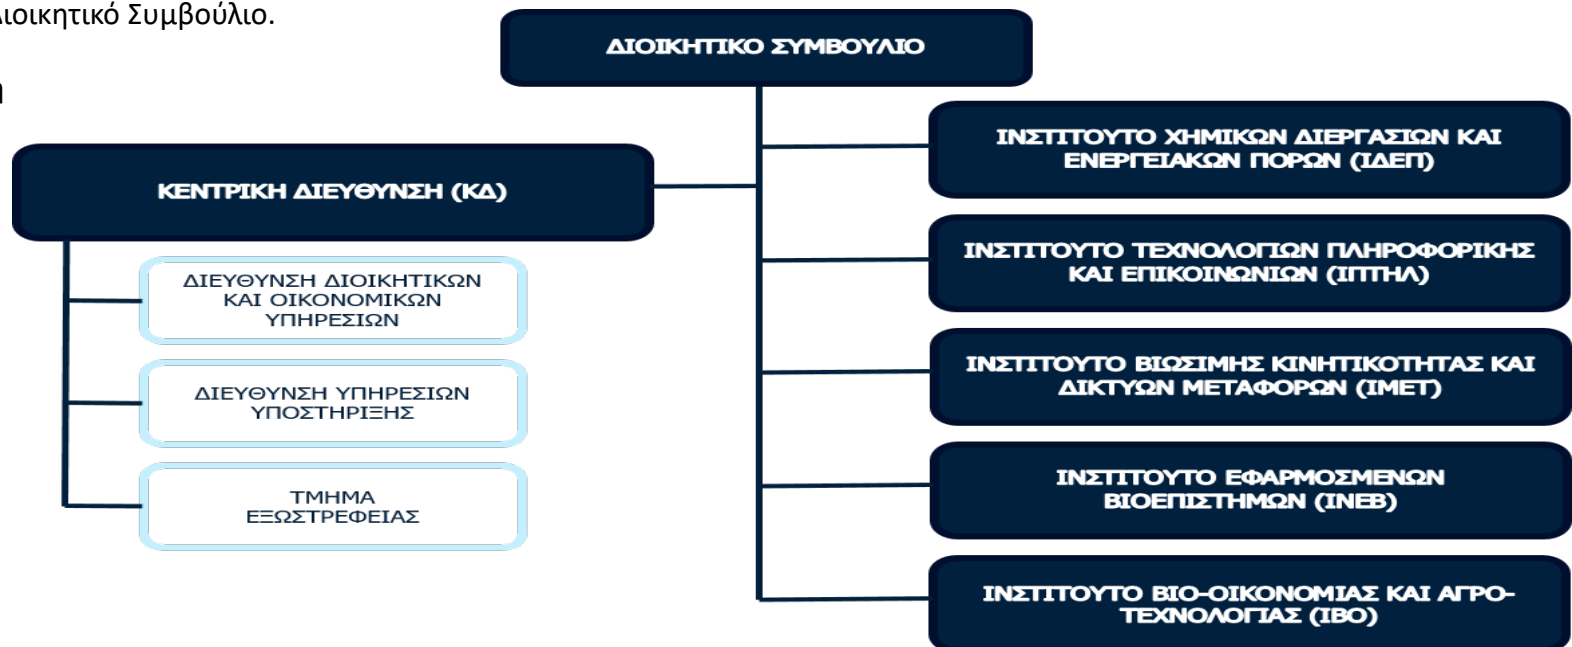 Διοικητικό Συμβούλιο.
η
ΔΙΟΙΚΗΤΙΚΟ ΣΥΜΒΟΥΛΙΟ
ΚΕΝΤΡΙΚΗ ΔΙΕΥΘΥΝΣΗ (ΚΔ)
ΔΙΕΥΘΥΝΣΗ ΔΙΟΙΚΗΤΙΚΩΝ
ΚΑΙ ΟΙΚΟΝΟΜΙΚΩΝ
ΥΠΗΡΕΣΙΩΝ
ΔΙΕΥΘΥΝΣΗ ΥΠΗΡΕΣΙΩΝ
ΥΠΟΣΤΗΡΙΞΗΣ
ΤΜΗΜΑ
ΕΞΩΣΤΡΕΦΕΙΑΣ
ΙΝΣΤΙΤΟΥΤΟ ΧΗΜΙΚΩΝ ΔΙΕΡΓΑΣΙΩΝ ΚΑΙ
ΕΝΕΡΓΕΙΑΚΩΝ ΠΟΡΩΝ (ΙΔΕΠ)
ΙΝΣΤΙΤΟΥΤΟ ΤΕΧΝΟΛΟΓΙΩΝ ΠΛΗΡΟΦΟΡΙΚΗΣ
ΚΑΙ ΕΠΙΚΟΙΝΩΝΙΩΝ (ΙΠΤΗΛ)
ΙΝΣΤΙΤΟΥΤΟ ΒΙΩΣΙΜΗΣ ΚΙΝΗΤΙΚΟΤΗΤΑΣ ΚΑΙ
ΔΙΚΤΥΩΝ ΜΕΤΑΦΟΡΩΝ (ΙΜΕΤ)
ΙΝΣΤΙΤΟΥΤΟ ΕΦΑΡΜΟΣΜΕΝΩΝ
ΒΙΟΕΠΙΣΤΗΜΩΝ (ΙΝΕΒ)
ΙΝΣΤΙΤΟΥΤΟ ΒΙΟ-ΟΙΚΟΝΟΜΙΑΣ ΚΑΙ ΑΓΡΟ-
ΤΕΧΝΟΛΟΓΙΑΣ (ΙΒΟ)